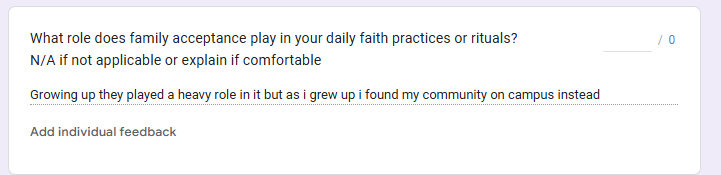 What role does family acceptance play in your daily faith practices or rituals?
/ 0
N/A if not applicable or explain if comfortable
Growing up they played a heavy role in it but as i grew up i found my community on campus instead
Add individual feedback